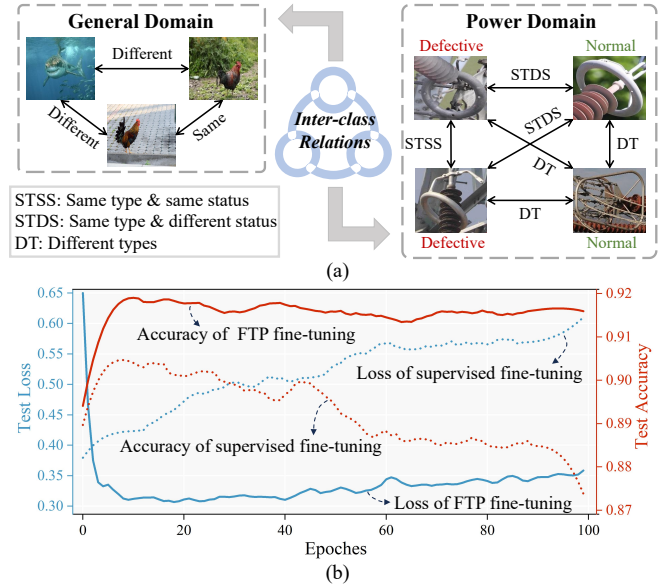 General Domain
Different
Different
Same
Inter-class
Relations
Power Domain
Defective
Normal
STDS
STSS
STDS
DT
DT
DT
Defective
Normal
STSS: Same type & same status
STDS: Same type & different status
DT: Different types
(a)
0.65
0.60
0.55
0.50
0.45
0.40
0.35
0.30
Test Loss
0.92
0.91
0.90
0.89
0.88
0.87
Test Accuracy
Accuracy of FTP fine-tuning
Loss of supervised fine-tuning
Accuracy of supervised fine-tuning
Loss of FTP fine-tuning
0
20
40
60
80
100
Epoches
(b)